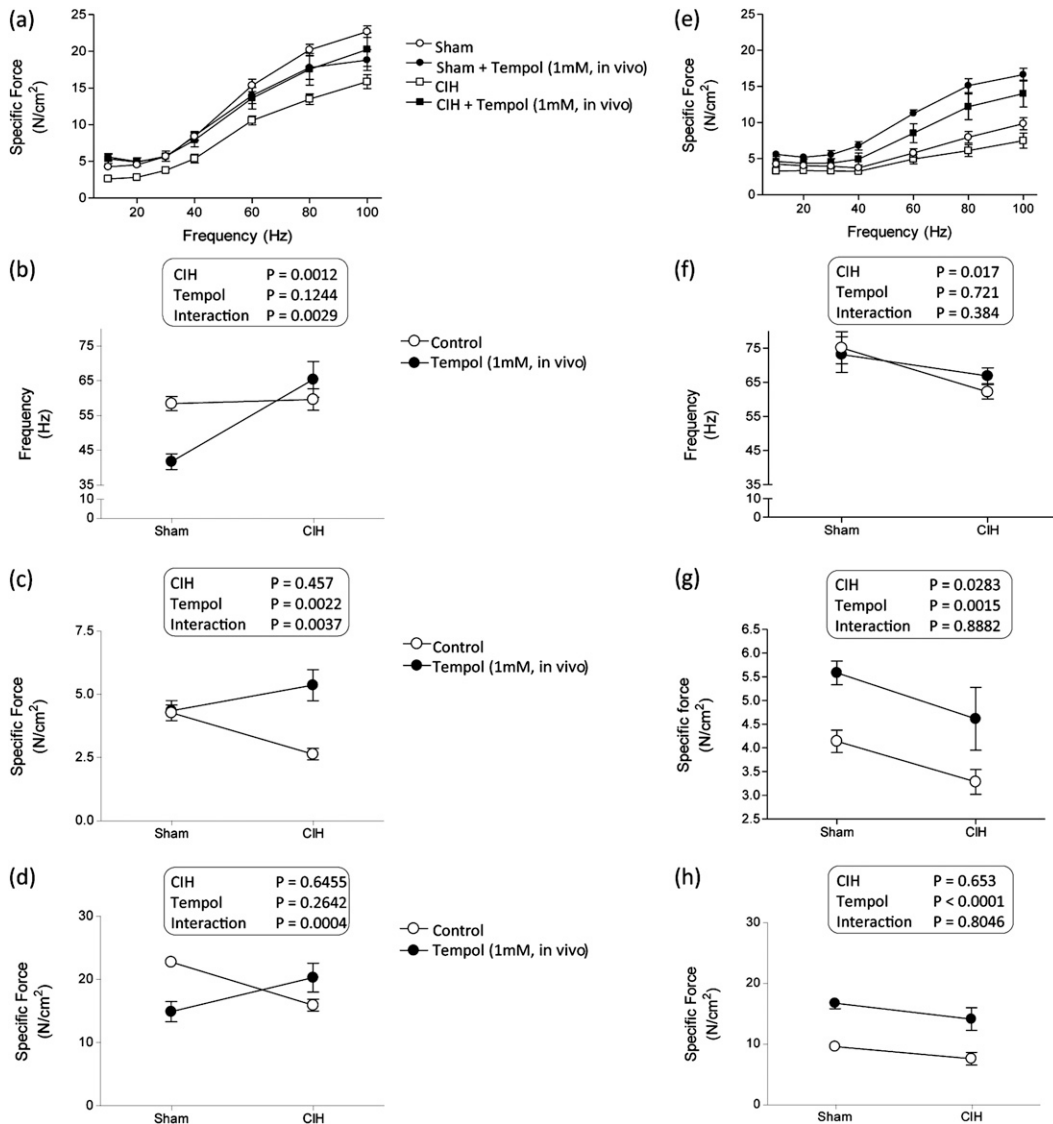 (a)
25
20
15
10
5
0
Specific Force
(N/cm²)
20 40 60 80 100
Frequency (Hz)
Sham
Sham + Tempol (1mM, in vivo)
CIH
CIH + Tempol (1mM, in vivo)
(e)
25
20
15
10
5
0
Specific Force
(N/cm²)
20 40 60 80 100
Frequency (Hz)
(b)
CIH P = 0.0012
Tempol P = 0.1244
Interaction P = 0.0029
75
65
55
45
35
10
0
Frequency
(Hz)
Sham CIH
Control
Tempol (1mM, in vivo)
(f)
CIH P = 0.017
Tempol P = 0.721
Interaction P = 0.384
75
65
55
45
35
10
0
Frequency
(Hz)
Sham CIH
(c)
CIH P = 0.457
Tempol P = 0.0022
Interaction P = 0.0037
7.5
5.0
2.5
0.0
Specific Force
(N/cm²)
Sham CIH
Control
Tempol (1mM, in vivo)
(g)
CIH P = 0.0283
Tempol P = 0.0015
Interaction P = 0.8882
6.5
6.0
5.5
5.0
4.5
4.0
3.5
3.0
2.5
Specific force
(N/cm²)
Sham CIH
(d)
CIH P = 0.6455
Tempol P = 0.2642
Interaction P = 0.0004
30
20
10
0
Specific Force
(N/cm²)
Sham CIH
Control
Tempol (1mM, in vivo)
(h)
CIH P = 0.653
Tempol P < 0.0001
Interaction P = 0.8046
30
20
10
0
Specific Force
(N/cm²)
Sham CIH